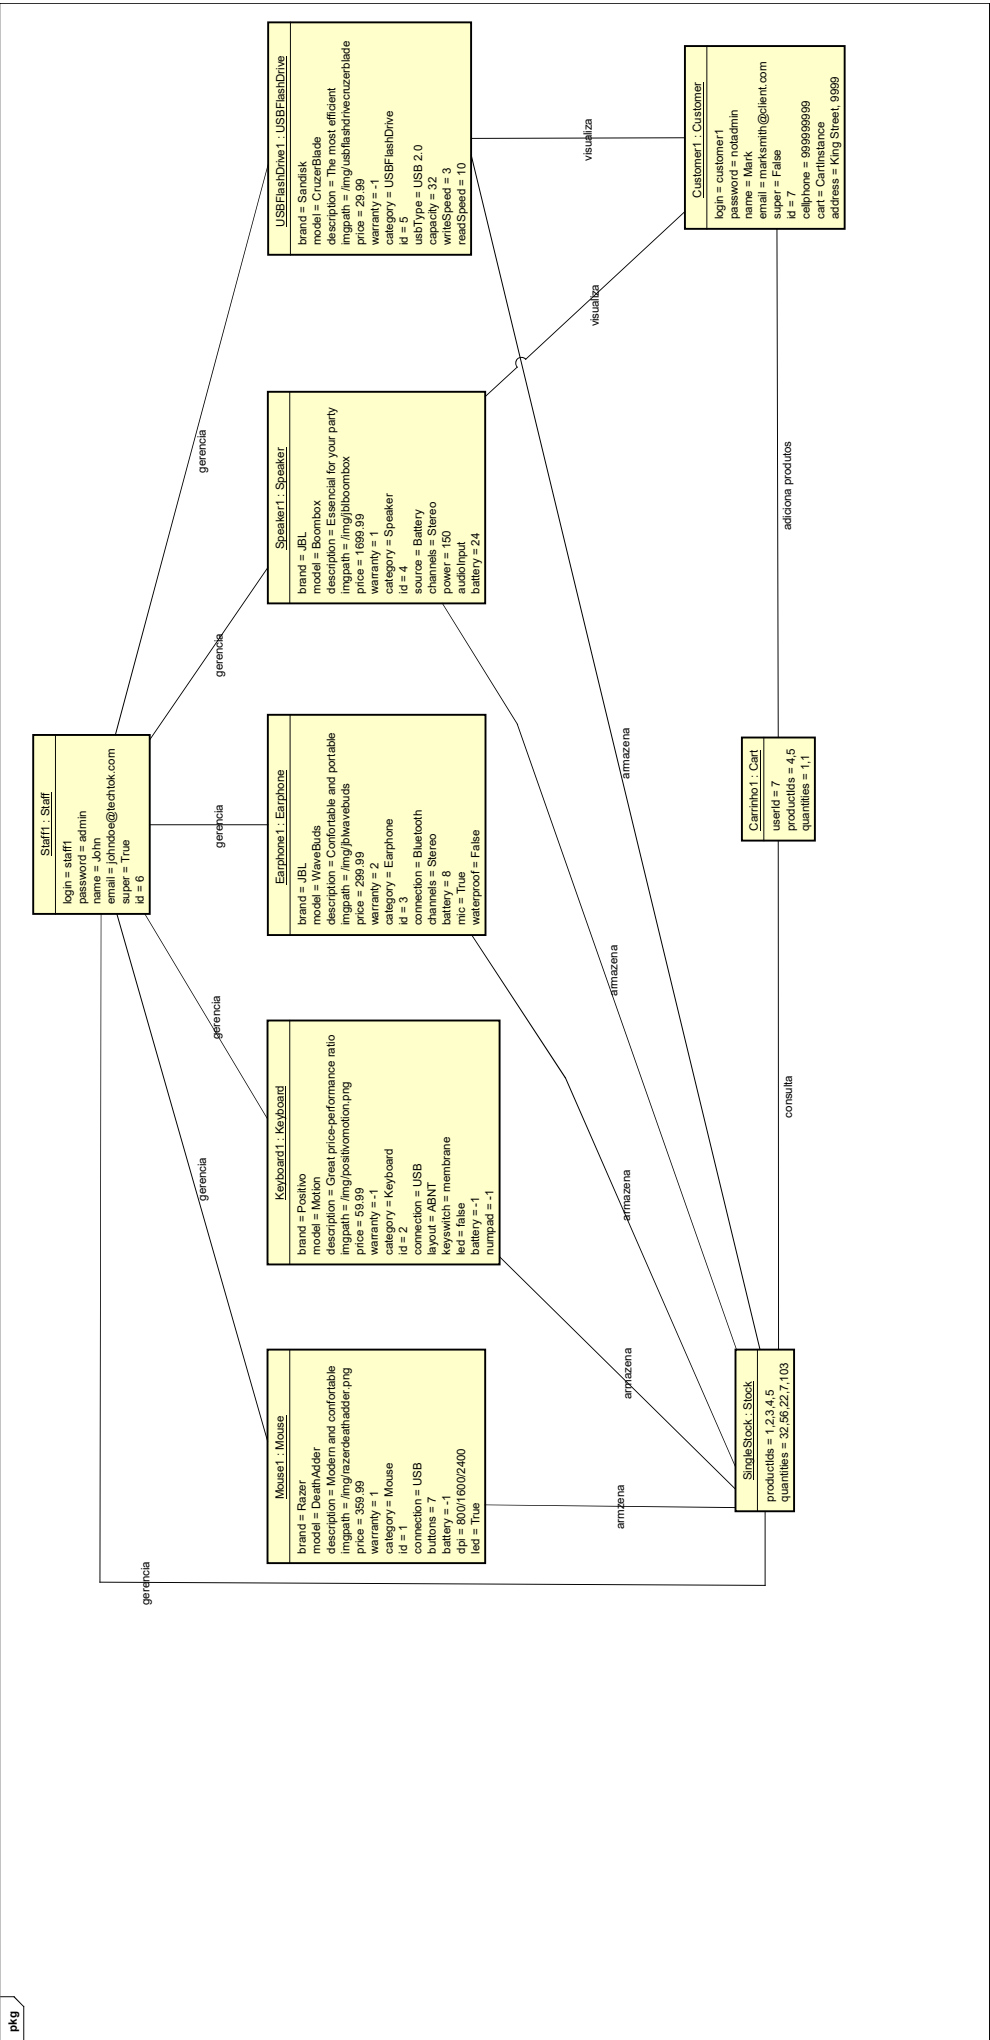 pkg
Staff1 : Staff
login = staff1
password = admin
name = John
email = johndoe@techtok.com
super = True
id = 6
gerencia
gerencia
gerencia
gerencia
gerencia
gerencia
Mouse1 : Mouse
brand = Razer
model = DeathAdder
description = Modern and confortable
imgpath = /img/razerdeathadder.png
price = 359.99
warranty = 1
category = Mouse
id = 1
connection = USB
buttons = 7
battery = -1
dpi = 800/1600/2400
led = True
Keyboard1 : Keyboard
brand = Positivo
model = Motion
description = Great price-performance ratio
imgpath = /img/positivomotion.png
price = 59.99
warranty = -1
category = Keyboard
id = 2
connection = USB
layout = ABNT
keyswitch = membrane
led = false
battery = -1
numpad = -1
Earphone1 : Earphone
brand = JBL
model = WaveBuds
description = Confortable and portable
imgpath = /img/jblwavebuds
price = 299.99
warranty = 2
category = Earphone
id = 3
connection = Bluetooth
channels = Stereo
battery = 8
mic = True
waterproof = False
Speaker1 : Speaker
brand = JBL
model = Boombox
description = Essencial for your party
imgpath = /img/jblboombox
price = 1699.99
warranty = 1
category = Speaker
id = 4
source = Battery
channels = Stereo
power = 150
audioInput
battery = 24
USBFlashDrive1 : USBFlashDrive
brand = Sandisk
model = CruzerBlade
description = The most efficient
imgpath = /img/usbflashdrivecruzerblade
price = 29.99
warranty = -1
category = USBFlashDrive
id = 5
usbType = USB 2.0
capacity = 32
writeSpeed = 3
readSpeed = 10
armzena
armazena
armazena
armazena
armazena
visualiza
visualiza
SingleStock : Stock
productIds = 1,2,3,4,5
quantities = 32,56,22,7,103
consulta
Carrinho1 : Cart
userId = 7
productIds = 4,5
quantities = 1,1
adiciona produtos
Customer1 : Customer
login = customer1
password = notadmin
name = Mark
email = marksmith@client.com
super = False
id = 7
cellphone = 9999999999
cart = CartInstance
address = King Street, 9999